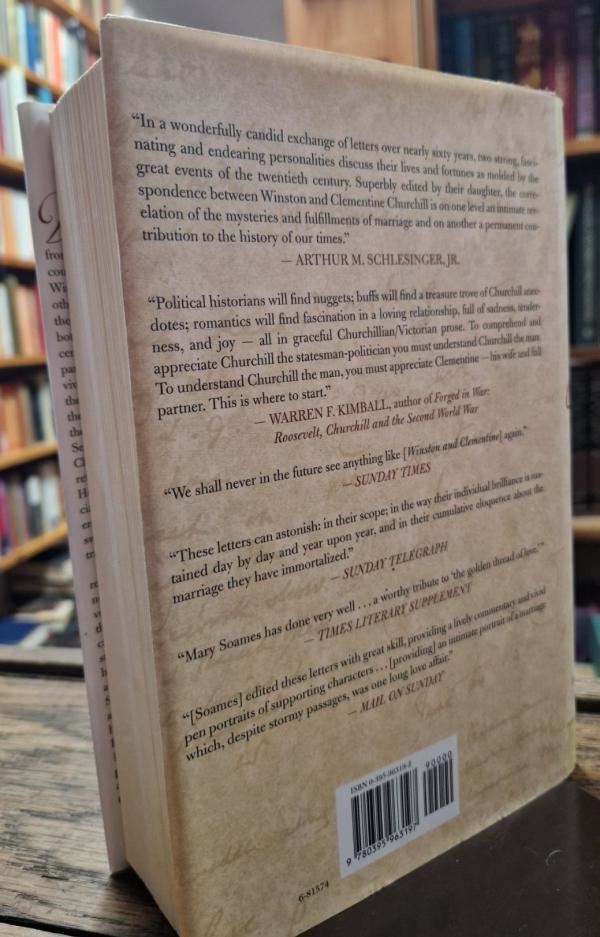 “In a wonderfully candid exchange of letters over nearly sixty years, two strong, fasci-
nating and endearing personalities discuss their lives and fortunes as molded by the
great events of the twentieth century. Superbly edited by their daughter, the corre-
spondence between Winston and Clementine Churchill is on one level an intimate rev-
elation of the mysteries and fulfillments of marriage and on another a permanent con-
tribution to the history of our times.”
— ARTHUR M. SCHLESINGER, JR.
“Political historians will find nuggets; buffs will find a treasure trove of Churchill anec-
dotes; romantics will find fascination in a loving relationship, full of sadness, tender-
ness, and joy — all in graceful Churchillian/Victorian prose. To comprehend and
appreciate Churchill the statesman-politician you must understand Churchill the man.
To understand Churchill the man, you must appreciate Clementine — his wife and full
partner. This is where to start.”
— WARREN F. KIMBALL, author of Forged in War:
Roosevelt, Churchill and the Second World War
“We shall never in the future see anything like [Winston and Clementine] again.”
— SUNDAY TIMES
“These letters can astonish: in their scope; in the way their individual brilliance is sus-
tained day by day and year upon year, and in their cumulative eloquence about the
marriage they have immortalized.”
— SUNDAY TELEGRAPH
“Mary Soames has done very well . . . a worthy tribute to ‘the golden thread of love.’”
— TIMES LITERARY SUPPLEMENT
“[Soames] edited these letters with great skill, providing a lively commentary and vivid
pen portraits of supporting characters . . . [providing] an intimate portrait of a marriage
which, despite stormy passages, was one long love affair.”
— MAIL ON SUNDAY
ISBN 0-395-96319-2
90000
9 780395 963197
6-81574